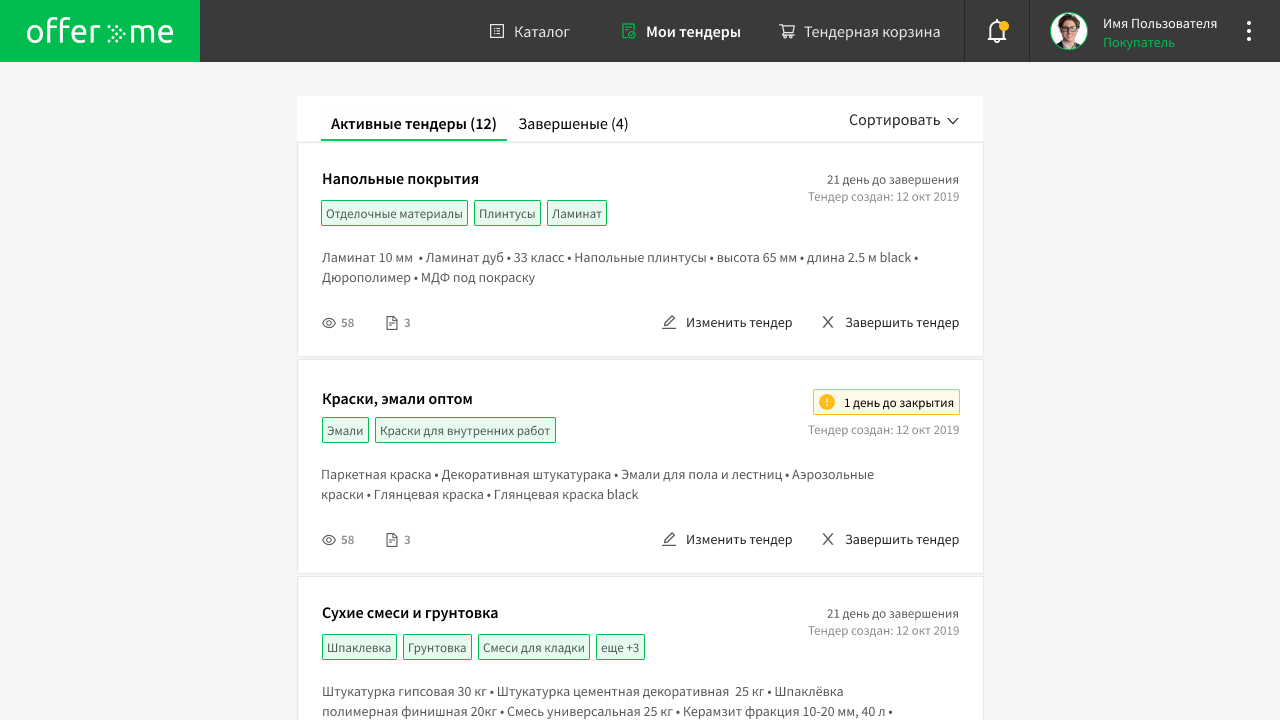 offer me
Каталог
Мои тендеры
Тендерная корзина
Имя Пользователя
Покупатель
Активные тендеры (12)
Завершеные (4)
Сортировать
Напольные покрытия
21 день до завершения
Тендер создан: 12 окт 2019
Отделочные материалы
Плинтусы
Ламинат
Ламинат 10 мм • Ламинат дуб • 33 класс • Напольные плинтусы • высота 65 мм • длина 2.5 м black •
Дюрополимер • МДФ под покраску
58
3
Изменить тендер
Завершить тендер
Краски, эмали оптом
! 1 день до закрытия
Тендер создан: 12 окт 2019
Эмали
Краски для внутренних работ
Паркетная краска • Декоративная штукатурака • Эмали для пола и лестниц • Аэрозольные
краски • Глянцевая краска • Глянцевая краска black
58
3
Изменить тендер
Завершить тендер
Сухие смеси и грунтовка
21 день до завершения
Тендер создан: 12 окт 2019
Шпаклевка
Грунтовка
Смеси для кладки
еще +3
Штукатурка гипсовая 30 кг • Штукатурка цементная декоративная 25 кг • Шпаклёвка
полимерная финишная 20кг • Смесь универсальная 25 кг • Керамзит фракция 10-20 мм, 40 л •